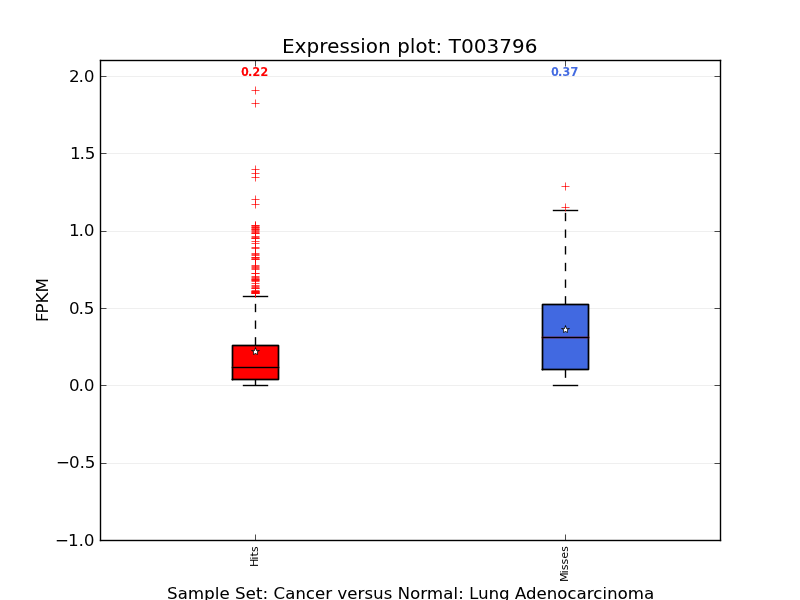 Expression plot: T003796
0.22 0.37
2.0
1.5
1.0
0.5
0.0
−0.5
−1.0
FPKM
Hits
Misses
Sample Set: Cancer versus Normal: Lung Adenocarcinoma